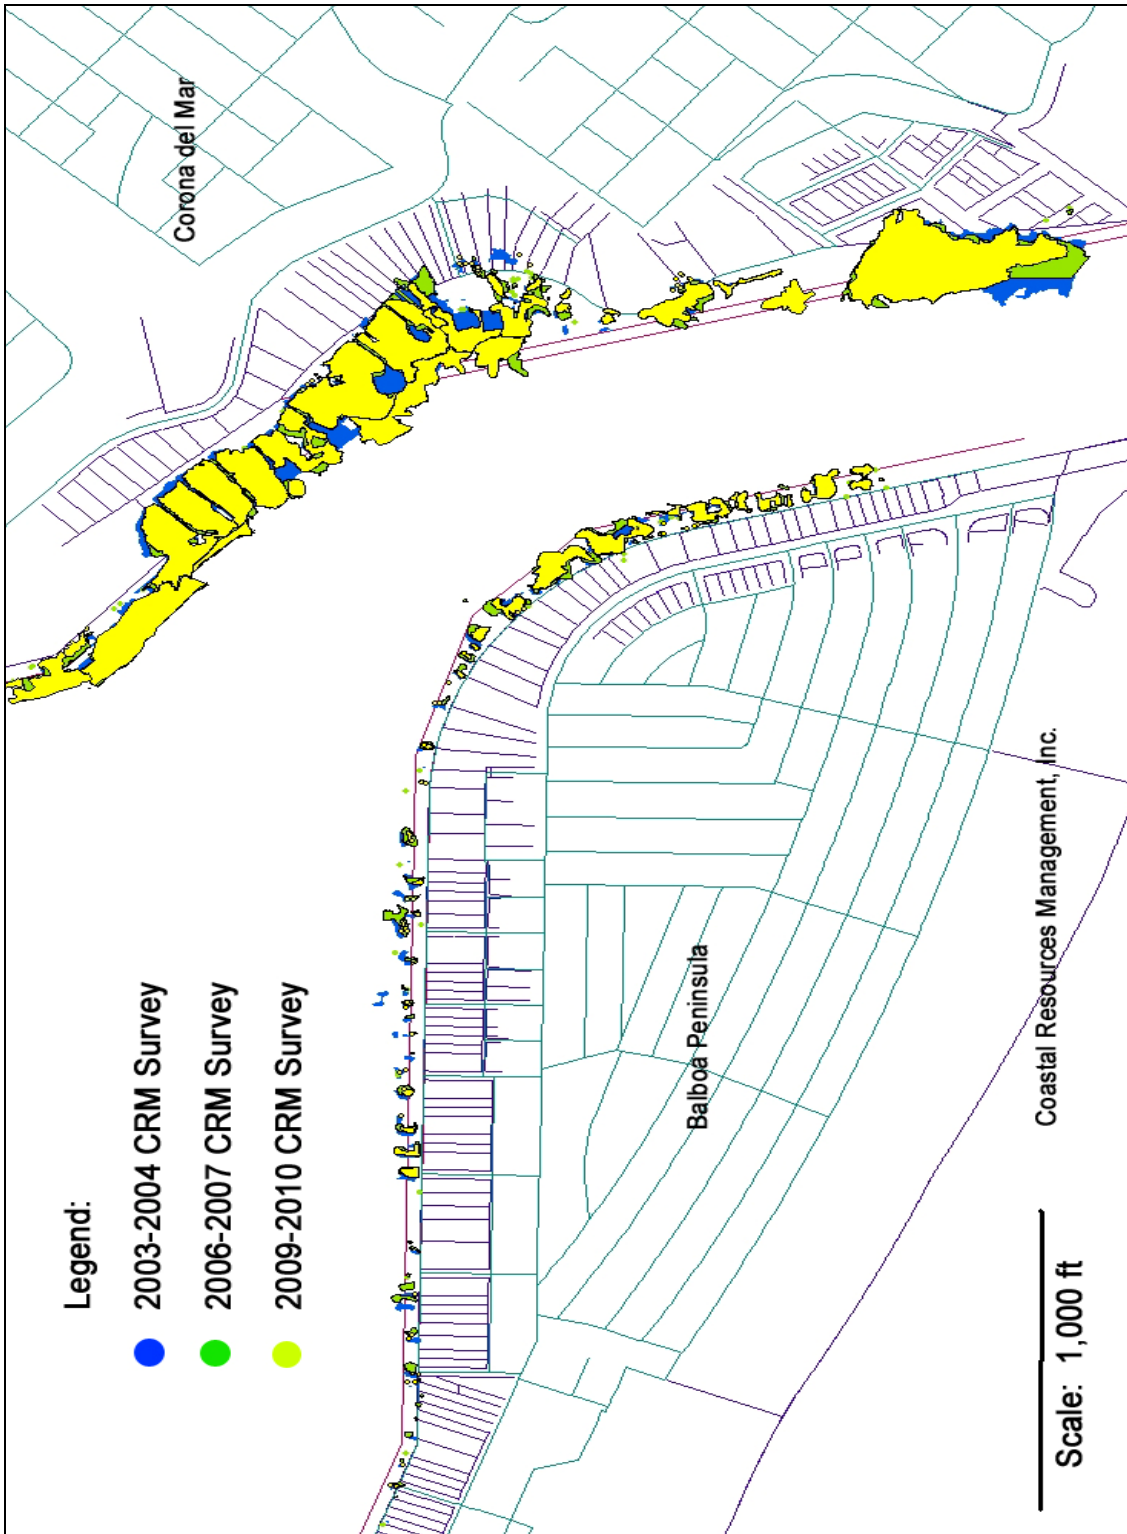 Legend:
2003-2004 CRM Survey
2006-2007 CRM Survey
2009-2010 CRM Survey
Corona del Mar
Balboa Peninsula
Scale: 1,000 ft
Coastal Resources Management, Inc.